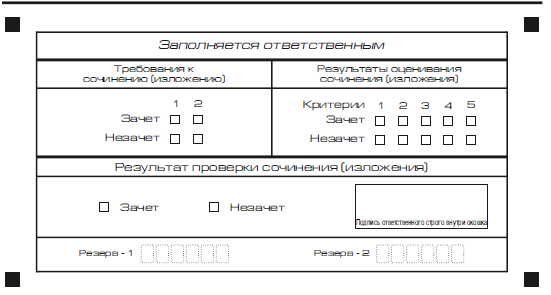 Заполняется ответственным
Требования к
сочинению (изложению)
Результаты оценивания
сочинения (изложения)
1 2
Зачет
Незачет
Критерии 1 2 3 4 5
Зачет
Незачет
Результат проверки сочинения (изложения)
Зачет
Незачет
Подпись ответственного строго внутри окошка
Резерв - 1
Резерв - 2